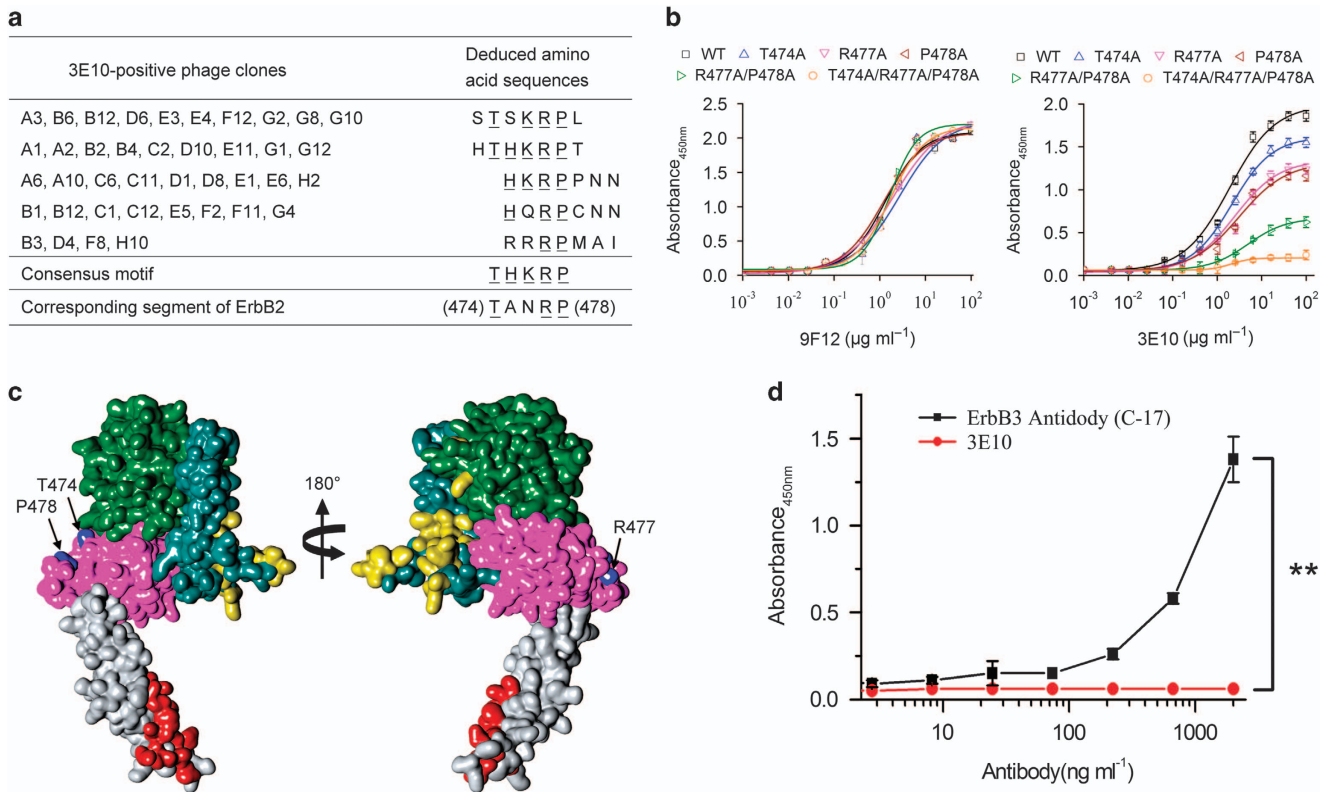 a
3E10-positive phage clones
Deduced amino
acid sequences
A3, B6, B12, D6, E3, E4, F12, G2, G8, G10
S T S K R P L
A1, A2, B2, B4, C2, D10, E11, G1, G12
H T H K R P T
A6, A10, C6, C11, D1, D8, E1, E6, H2
H K R P P N N
B1, B12, C1, C12, E5, F2, F11, G4
H Q R P C N N
B3, D4, F8, H10
R R R P M A I
Consensus motif
T H K R P
Corresponding segment of ErbB2
(474) T A N R P (478)
b
WT T474A R477A P478A
R477A/P478A T474A/R477A/P478A
Absorbance450nm
2.5
2.0
1.5
1.0
0.5
0.0
10⁻³ 10⁻² 10⁻¹ 10⁰ 10¹ 10²
9F12 (µg ml⁻¹)
WT T474A R477A P478A
R477A/P478A T474A/R477A/P478A
Absorbance450nm
2.0
1.5
1.0
0.5
0.0
10⁻³ 10⁻² 10⁻¹ 10⁰ 10¹ 10²
3E10 (µg ml⁻¹)
c
T474
P478
180°
R477
d
ErbB3 Antidody (C-17)
3E10
Absorbance450nm
1.5
1.0
0.5
0.0
10 100 1000
Antibody(ng ml⁻¹)
**